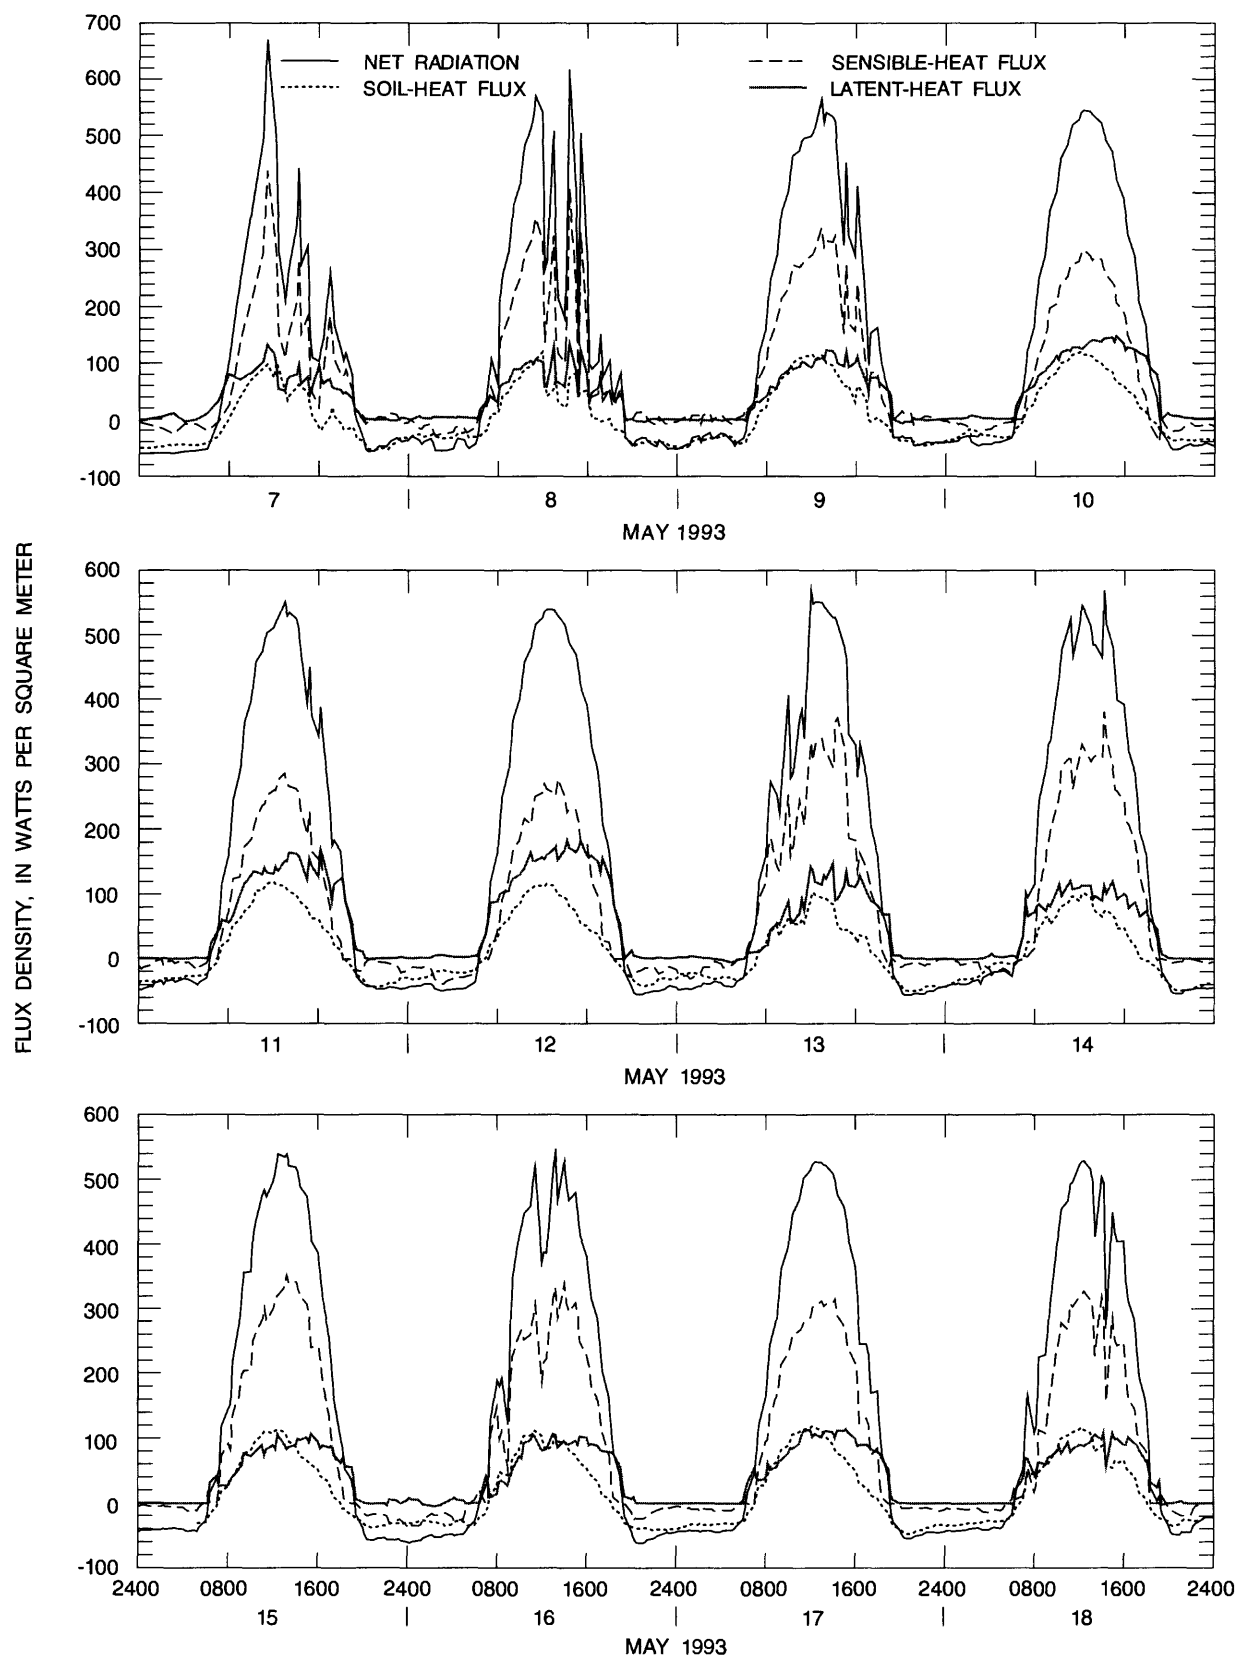 FLUX DENSITY, IN WATTS PER SQUARE METER
700
600
500
400
300
200
100
0
-100
NET RADIATION
SOIL-HEAT FLUX
SENSIBLE-HEAT FLUX
LATENT-HEAT FLUX
7 | 8 | 9 | 10
MAY 1993
600
500
400
300
200
100
0
-100
11 | 12 | 13 | 14
MAY 1993
600
500
400
300
200
100
0
-100
2400 0800 1600 2400 0800 1600 2400 0800 1600 2400 0800 1600 2400
15 | 16 | 17 | 18
MAY 1993